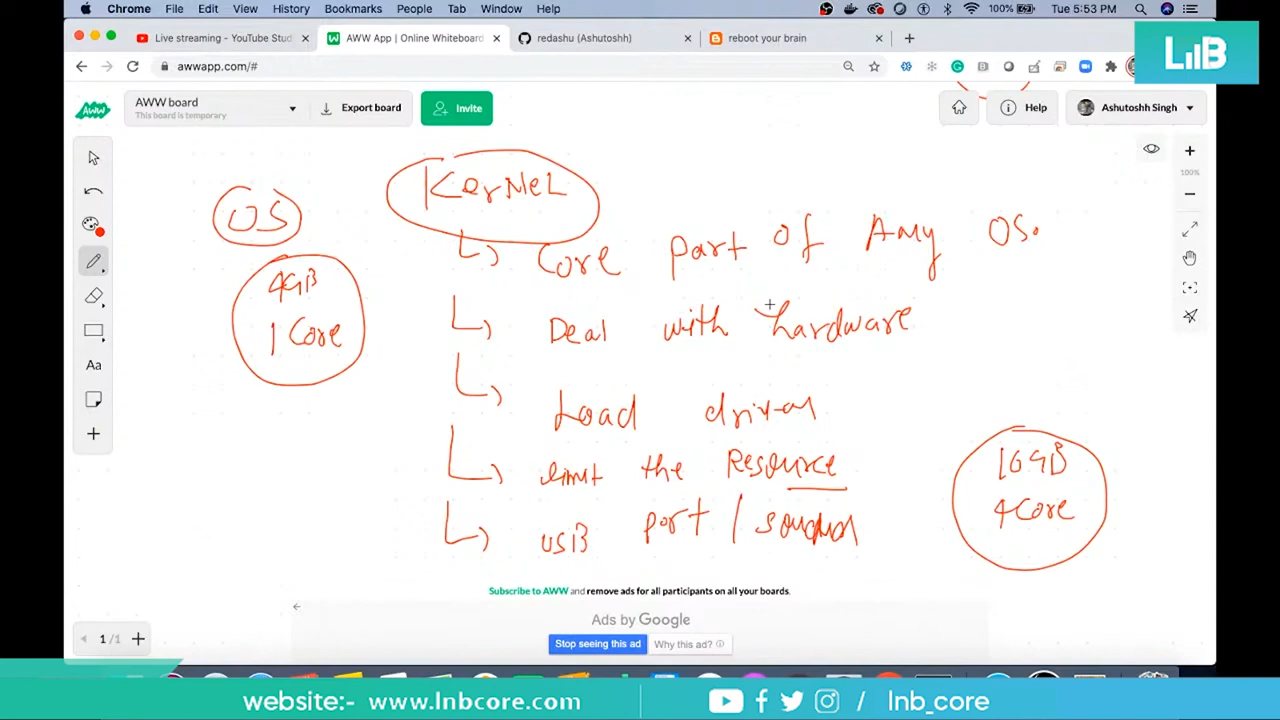 Chrome File Edit View History Bookmarks People Tab Window Help 100% Tue 5:53 PM
Live streaming - YouTube Stud
AWW App | Online Whiteboard
redashu (Ashutoshh)
reboot your brain
LNB
awwapp.com/#
AWW board
This board is temporary
Export board
Invite
Help
Ashutoshh Singh
100%
KerNeL
OS
Core part of Any OS.
4GB
1 Core
Deal with hardware
Load driver
limit the Resource
16GB
4Core
USB port /
Aa
Subscribe to AWW and remove ads for all participants on all your boards.
Ads by Google
Stop seeing this ad
Why this ad?
1/1
website:- www.lnbcore.com
lnb_core